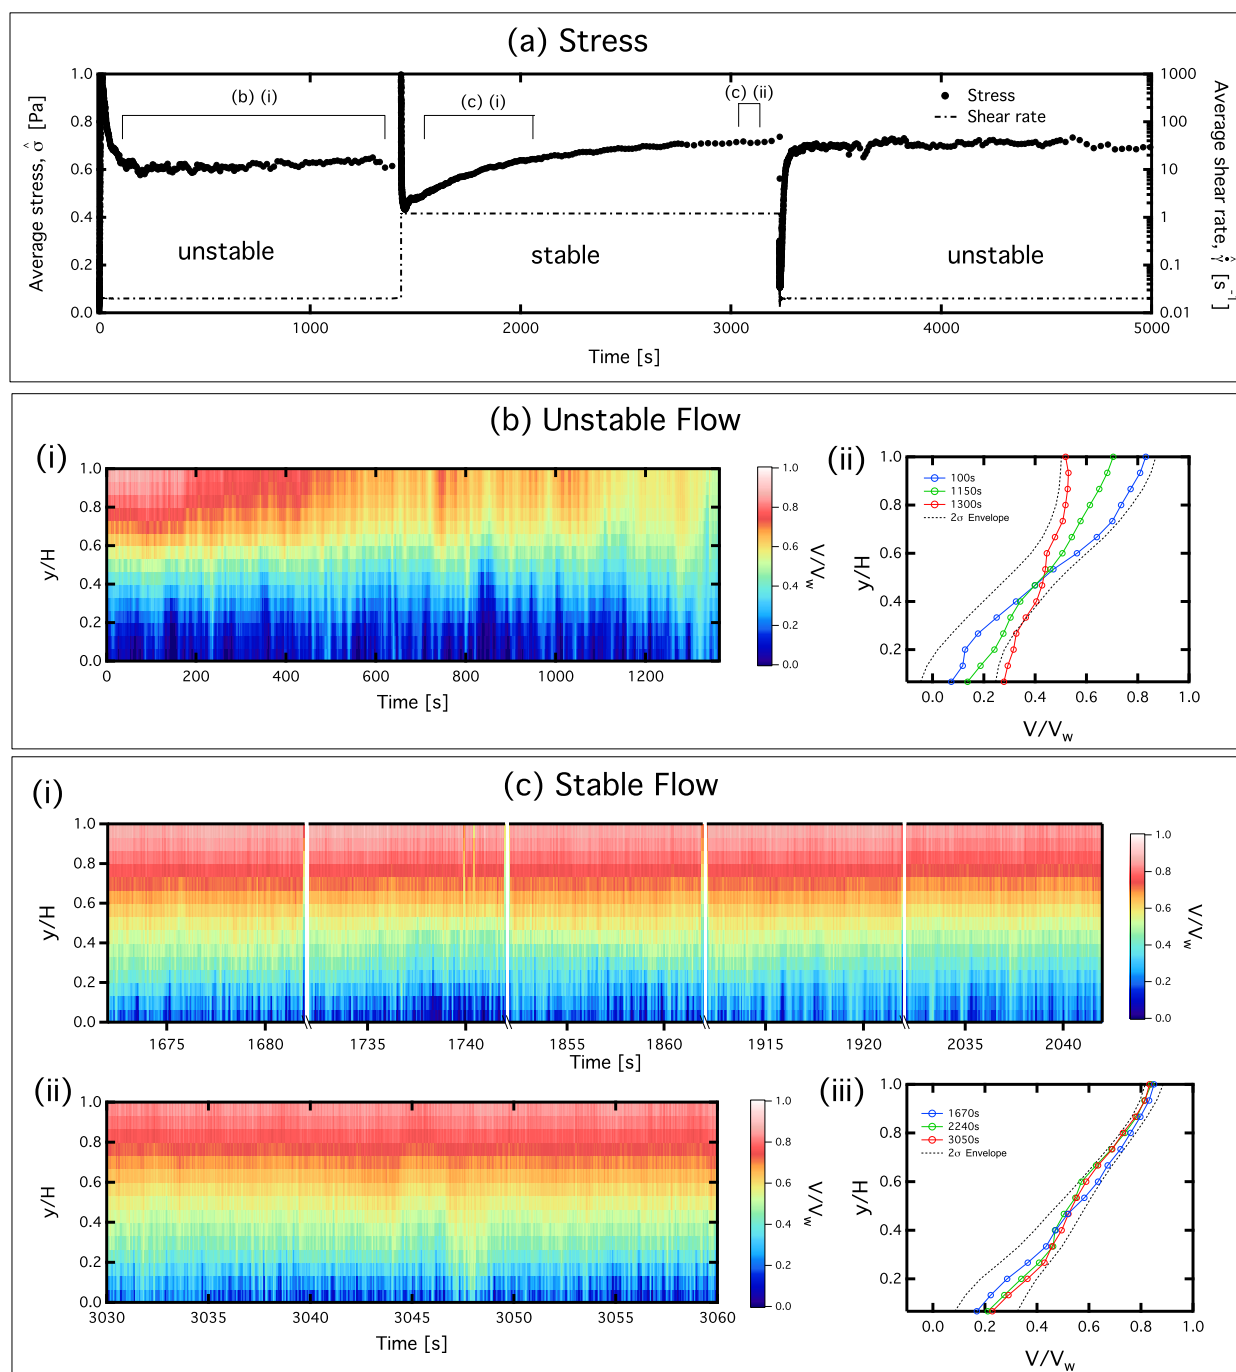 (a) Stress
Average stress, σ̂ [Pa]
1.0
0.8
0.6
0.4
0.2
0.0
(b) (i)
(c) (i)
(c) (ii)
Stress
Shear rate
unstable
stable
unstable
1000
100
10
1
0.1
0.01
Average shear rate, γ̇̂ [s⁻¹]
0
1000
2000
3000
4000
5000
Time [s]
(b) Unstable Flow
(i)
y/H
1.0
0.8
0.6
0.4
0.2
0.0
0
200
400
600
800
1000
1200
Time [s]
1.0
0.8
0.6
0.4
0.2
0.0
V/Vw
(ii)
y/H
1.0
0.8
0.6
0.4
0.2
100s
1150s
1300s
2σ Envelope
0.0
0.2
0.4
0.6
0.8
1.0
V/Vw
(c) Stable Flow
(i)
y/H
1.0
0.8
0.6
0.4
0.2
0.0
1675
1680
1735
1740
1855
1860
1915
1920
2035
2040
Time [s]
1.0
0.8
0.6
0.4
0.2
0.0
V/Vw
(ii)
y/H
1.0
0.8
0.6
0.4
0.2
0.0
3030
3035
3040
3045
3050
3055
3060
Time [s]
1.0
0.8
0.6
0.4
0.2
0.0
V/Vw
(iii)
y/H
1.0
0.8
0.6
0.4
0.2
1670s
2240s
3050s
2σ Envelope
0.0
0.2
0.4
0.6
0.8
1.0
V/Vw